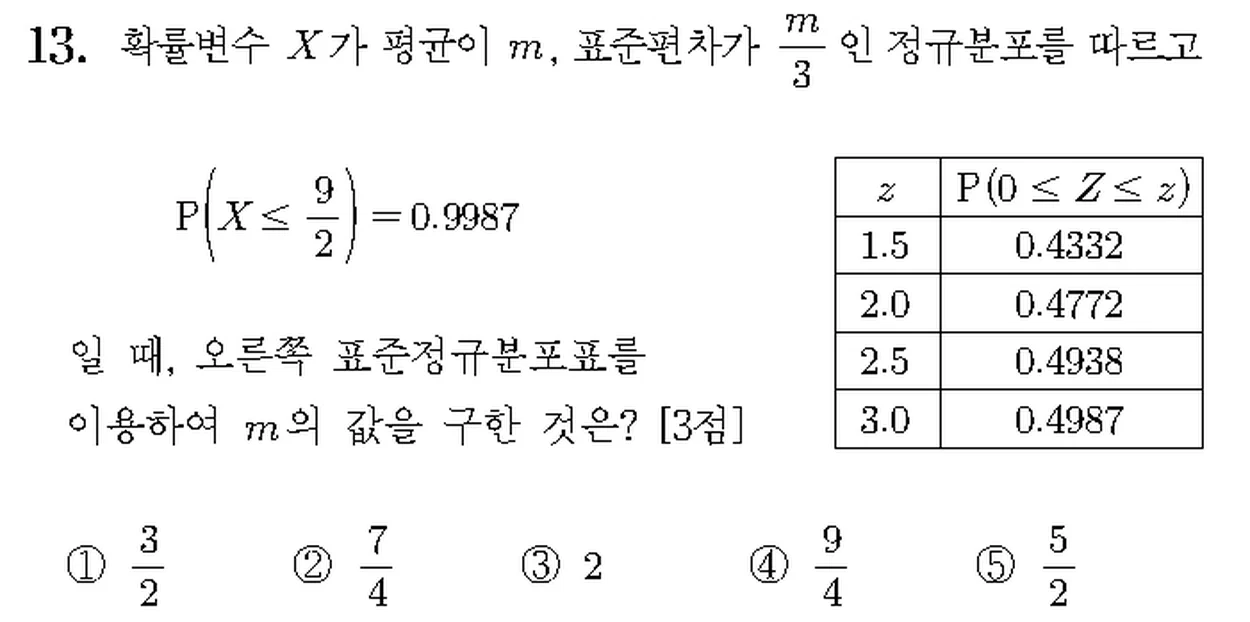 13. 확률변수 X가 평균이 m, 표준편차가 m/3 인 정규분포를 따르고
P(X ≤ 9/2) = 0.9987
일 때, 오른쪽 표준정규분포표를
이용하여 m의 값을 구한 것은? [3점]
z P(0 ≤ Z ≤ z)
1.5 0.4332
2.0 0.4772
2.5 0.4938
3.0 0.4987
① 3/2 ② 7/4 ③ 2 ④ 9/4 ⑤ 5/2